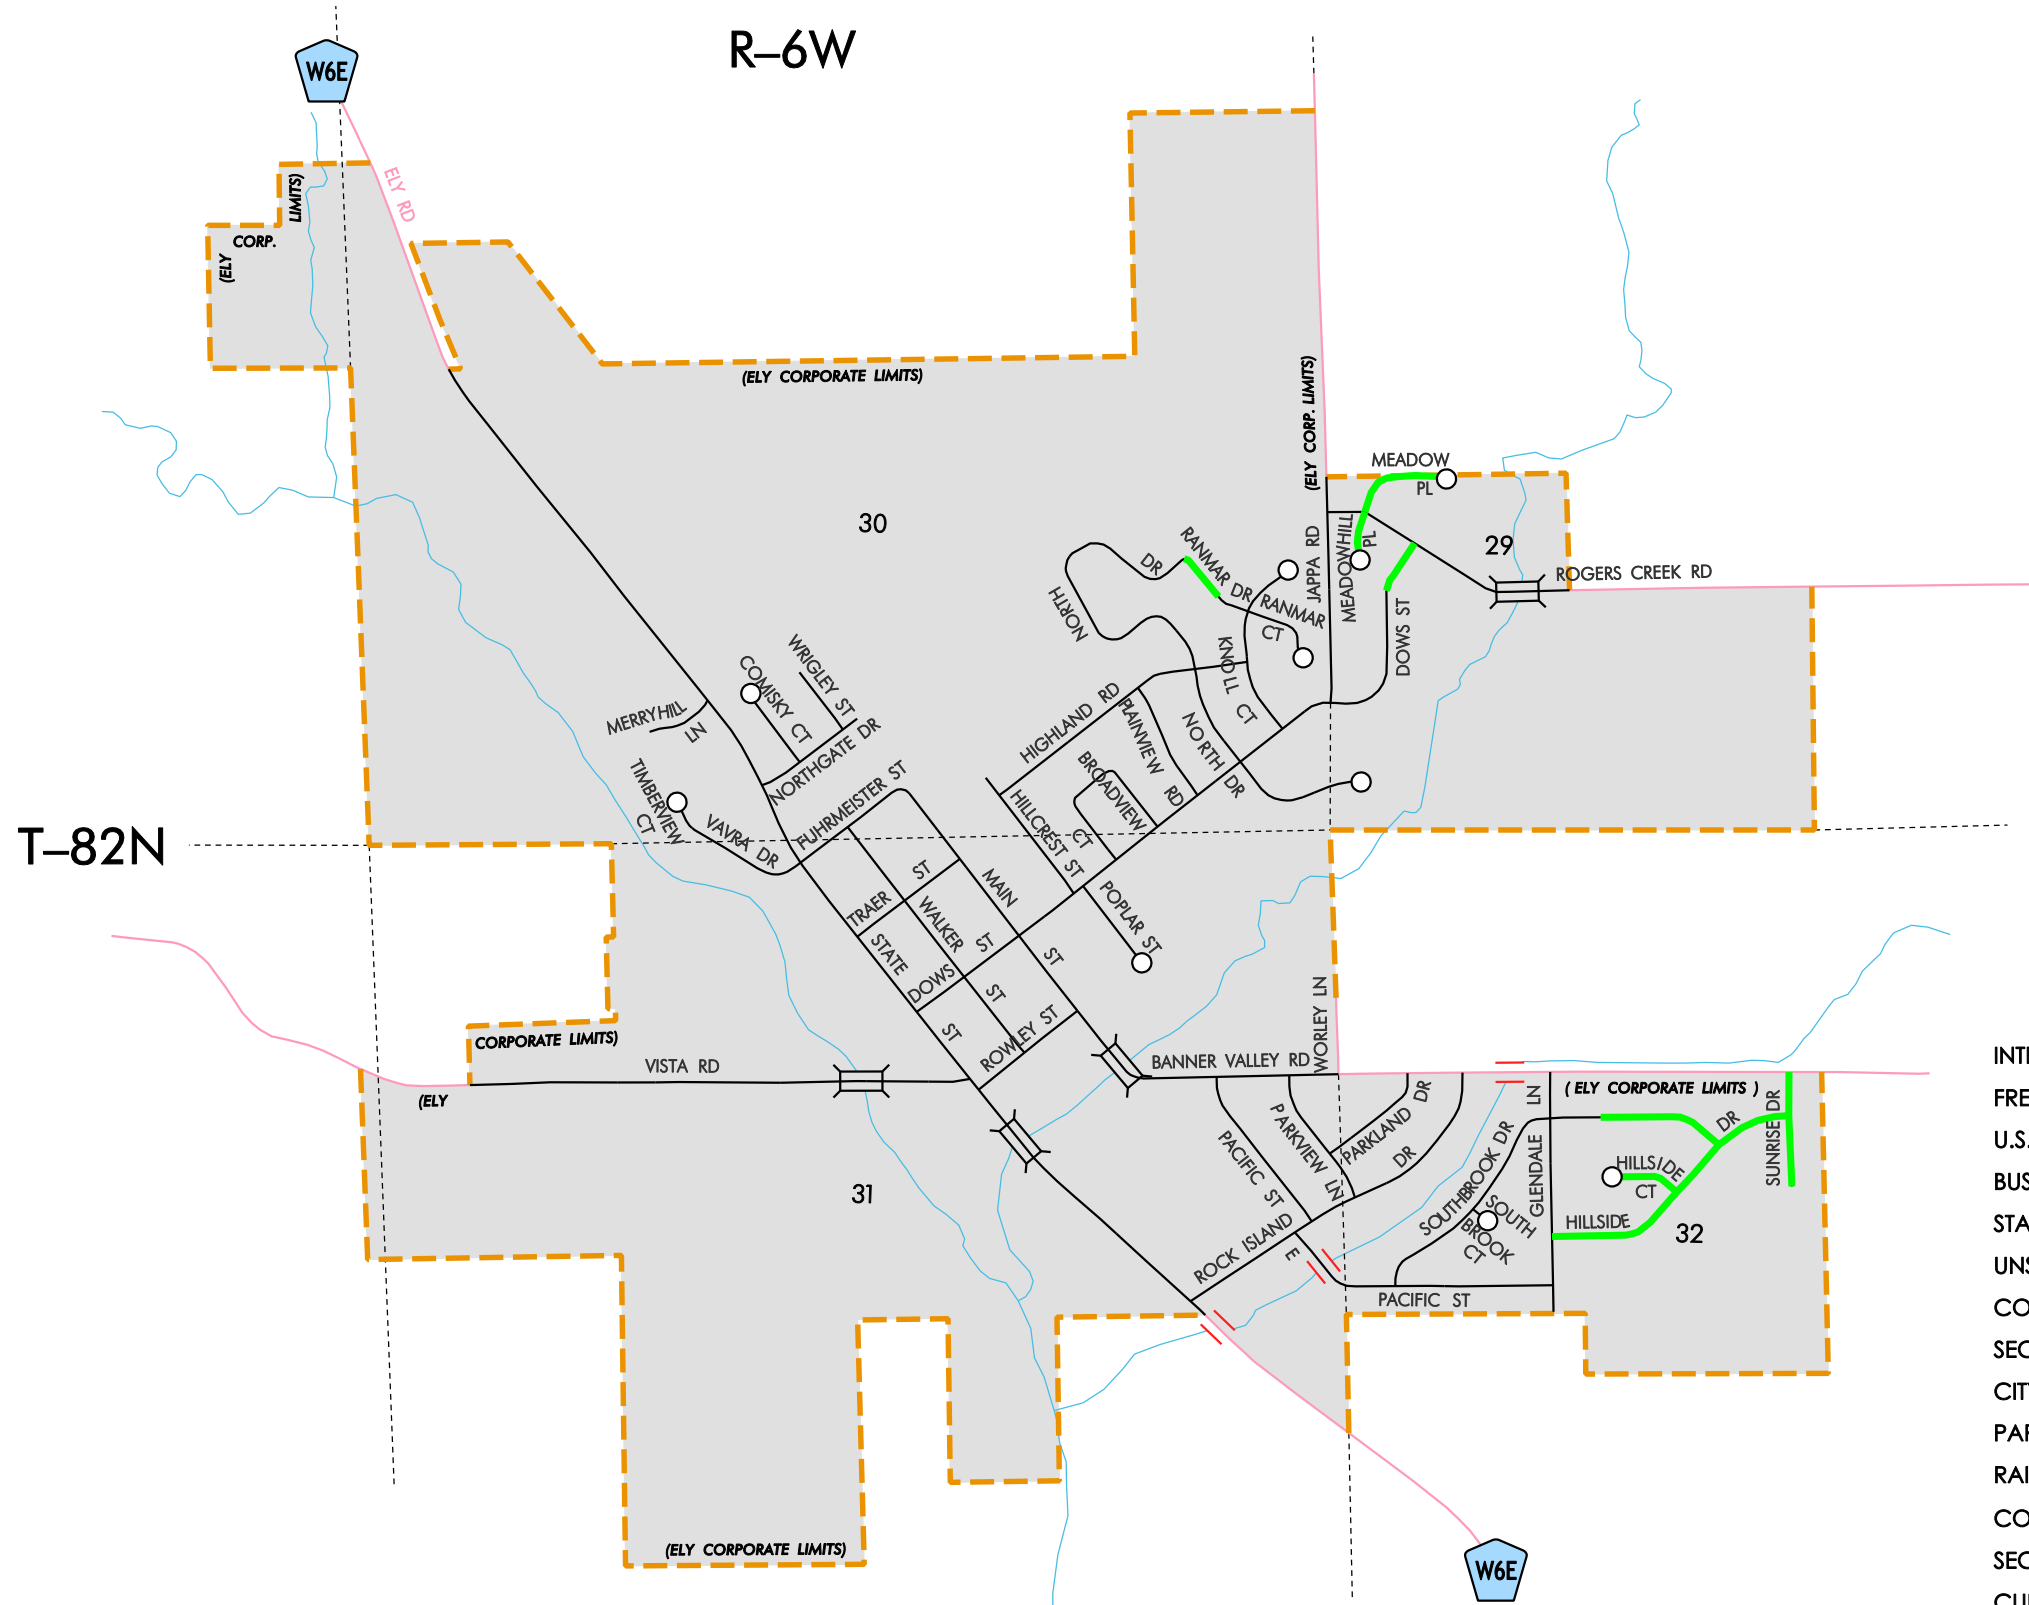 R–6W
W6E
ELY RD
(ELY
CORP.
LIMITS)
(ELY CORPORATE LIMITS)
(ELY CORP. LIMITS)
30
MEADOW
PL
29
MEADOWHILL
PL
JAPPA RD
ROGERS CREEK RD
RANMAR DR
RANMAR
CT
NORTH
DR
DOWS ST
KNOLL CT
WRIGLEY ST
COMISKY CT
MERRYHILL
LN
NORTHGATE DR
HIGHLAND RD
PLAINVIEW RD
NORTH DR
BROADVIEW
CT
HILLCREST ST
TIMBERVIEW
CT
VAVRA DR
FUHRMEISTER ST
T–82N
TRAER ST
MAIN ST
WALKER ST
STATE ST
DOWS ST
ROWLEY ST
POPLAR ST
WORLEY LN
CORPORATE LIMITS)
(ELY
VISTA RD
BANNER VALLEY RD
( ELY CORPORATE LIMITS )
PARKVIEW LN
PARKLAND DR
PACIFIC ST
ROCK ISLAND DR
E PACIFIC ST
SOUTHBROOK DR
SOUTH
BROOK
CT
GLENDALE LN
HILLSIDE
CT
HILLSIDE DR
SUNRISE DR
31
32
(ELY CORPORATE LIMITS)
W6E
U.S.
BUS